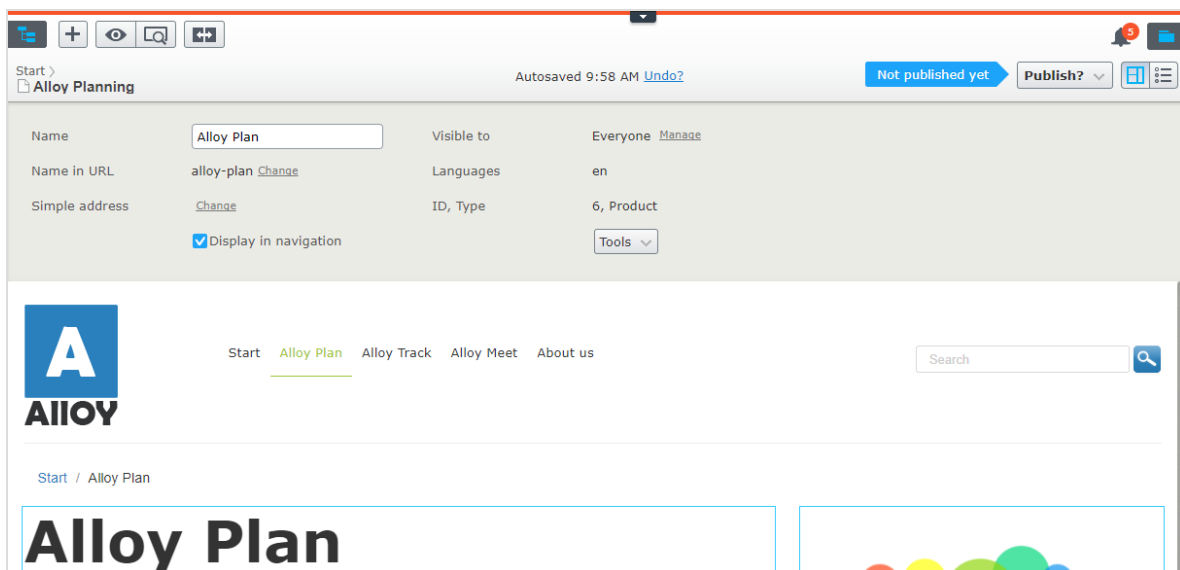 5
Start
Alloy Planning
Autosaved 9:58 AM Undo?
Not published yet
Publish?
Name
Alloy Plan
Visible to
Everyone Manage
Name in URL
alloy-plan Change
Languages
en
Simple address
Change
ID, Type
6, Product
Display in navigation
Tools
A
AllOY
Start Alloy Plan Alloy Track Alloy Meet About us
Search
Start / Alloy Plan
Alloy Plan